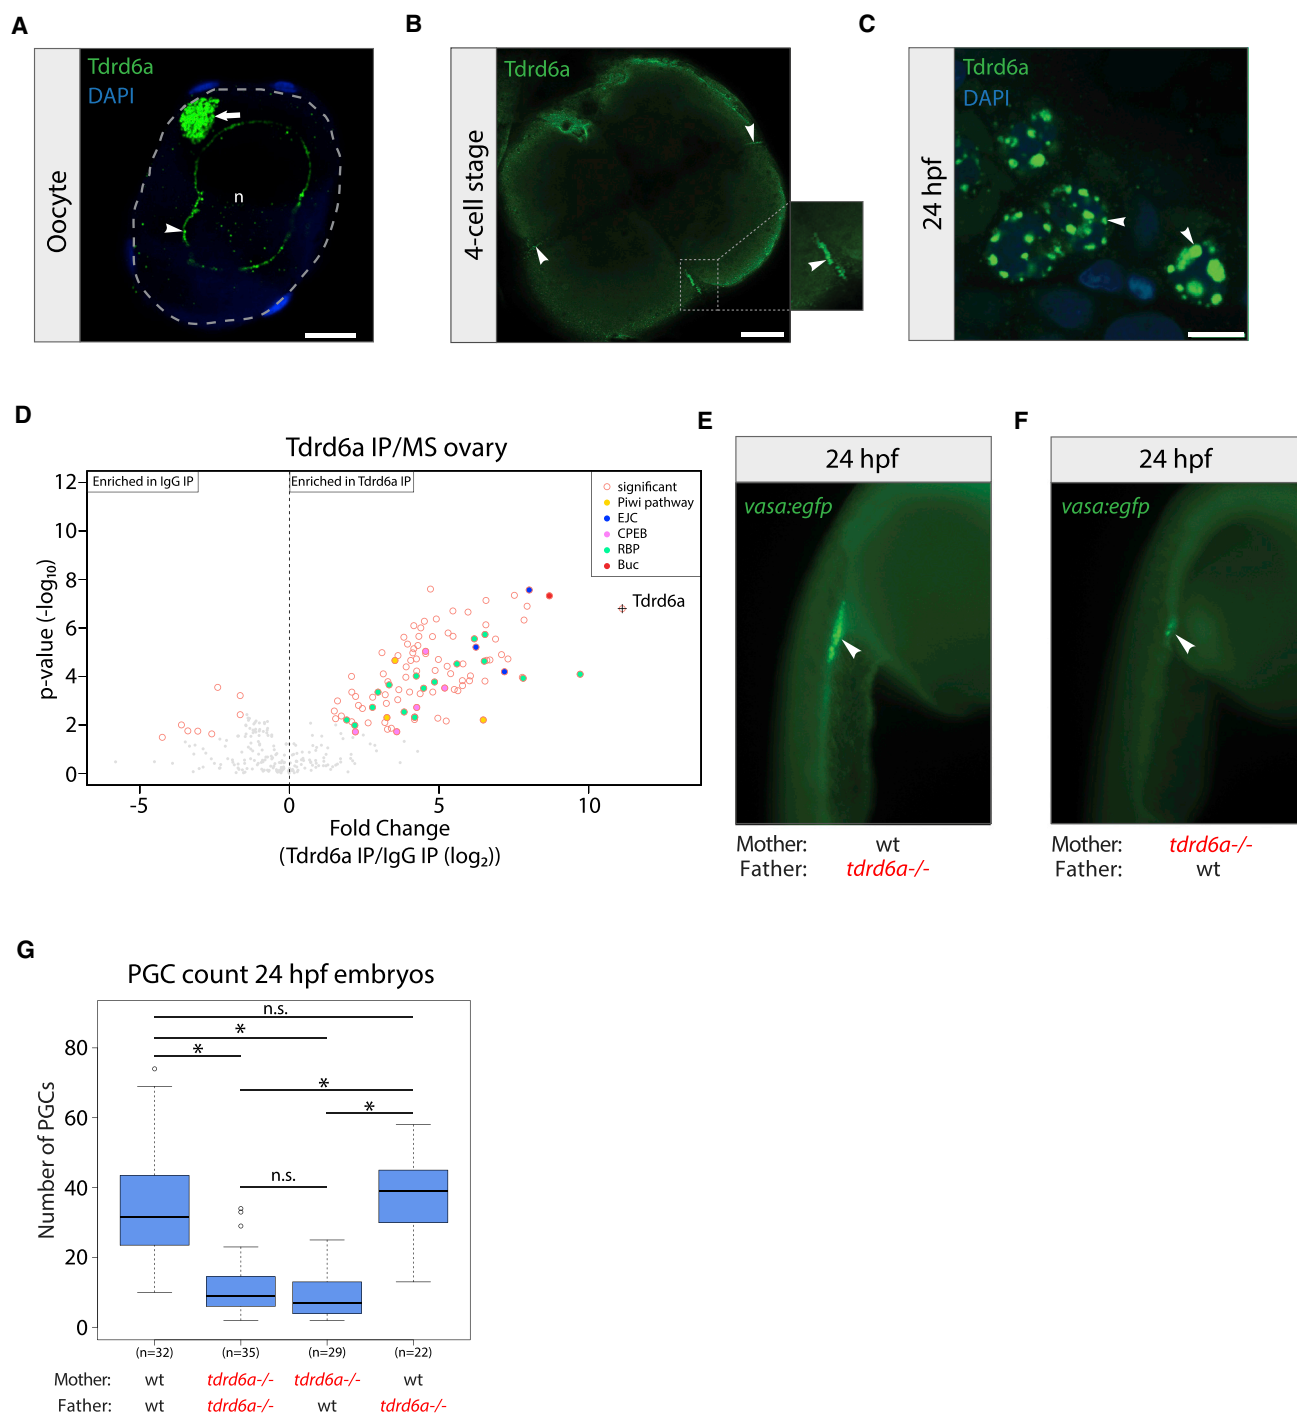 A
Tdrd6a
DAPI
Oocyte
n
B
Tdrd6a
4-cell stage
C
Tdrd6a
DAPI
24 hpf
D
Tdrd6a IP/MS ovary
Enriched in IgG IP
Enriched in Tdrd6a IP
significant
Piwi pathway
EJC
CPEB
RBP
Buc
Tdrd6a
p-value (-log₁₀)
12
10
8
6
4
2
0
-5 0 5 10
Fold Change
(Tdrd6a IP/IgG IP (log₂))
E
24 hpf
vasa:egfp
Mother: wt
Father: tdrd6a-/-
F
24 hpf
vasa:egfp
Mother: tdrd6a-/-
Father: wt
G
PGC count 24 hpf embryos
n.s.
*
*
*
*
n.s.
Number of PGCs
80
60
40
20
0
(n=32) (n=35) (n=29) (n=22)
Mother: wt tdrd6a-/- tdrd6a-/- wt
Father: wt tdrd6a-/- wt tdrd6a-/-